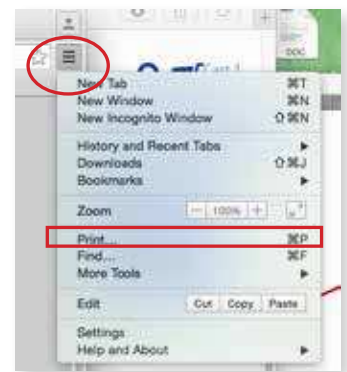 DOC
New Tab ⌘T
New Window ⌘N
New Incognito Window ⇧⌘N
History and Recent Tabs
Downloads ⇧⌘J
Bookmarks
Zoom − 100% +
Print... ⌘P
Find... ⌘F
More Tools
Edit Cut Copy Paste
Settings
Help and About